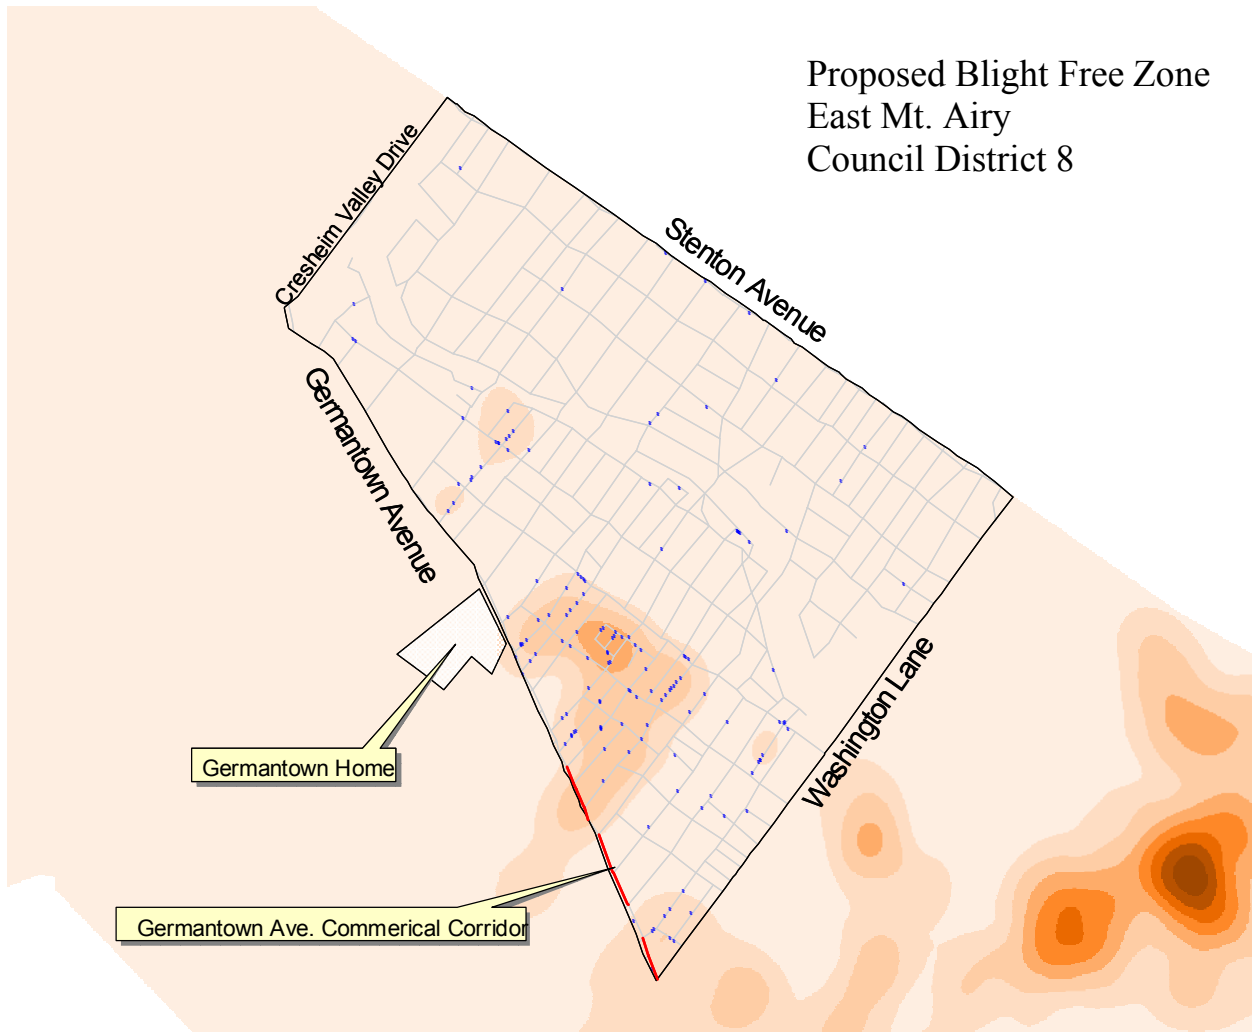 Proposed Blight Free Zone
East Mt. Airy
Council District 8
Cresheim Valley Drive
Stenton Avenue
Germantown Avenue
Washington Lane
Germantown Home
Germantown Ave. Commerical Corridor